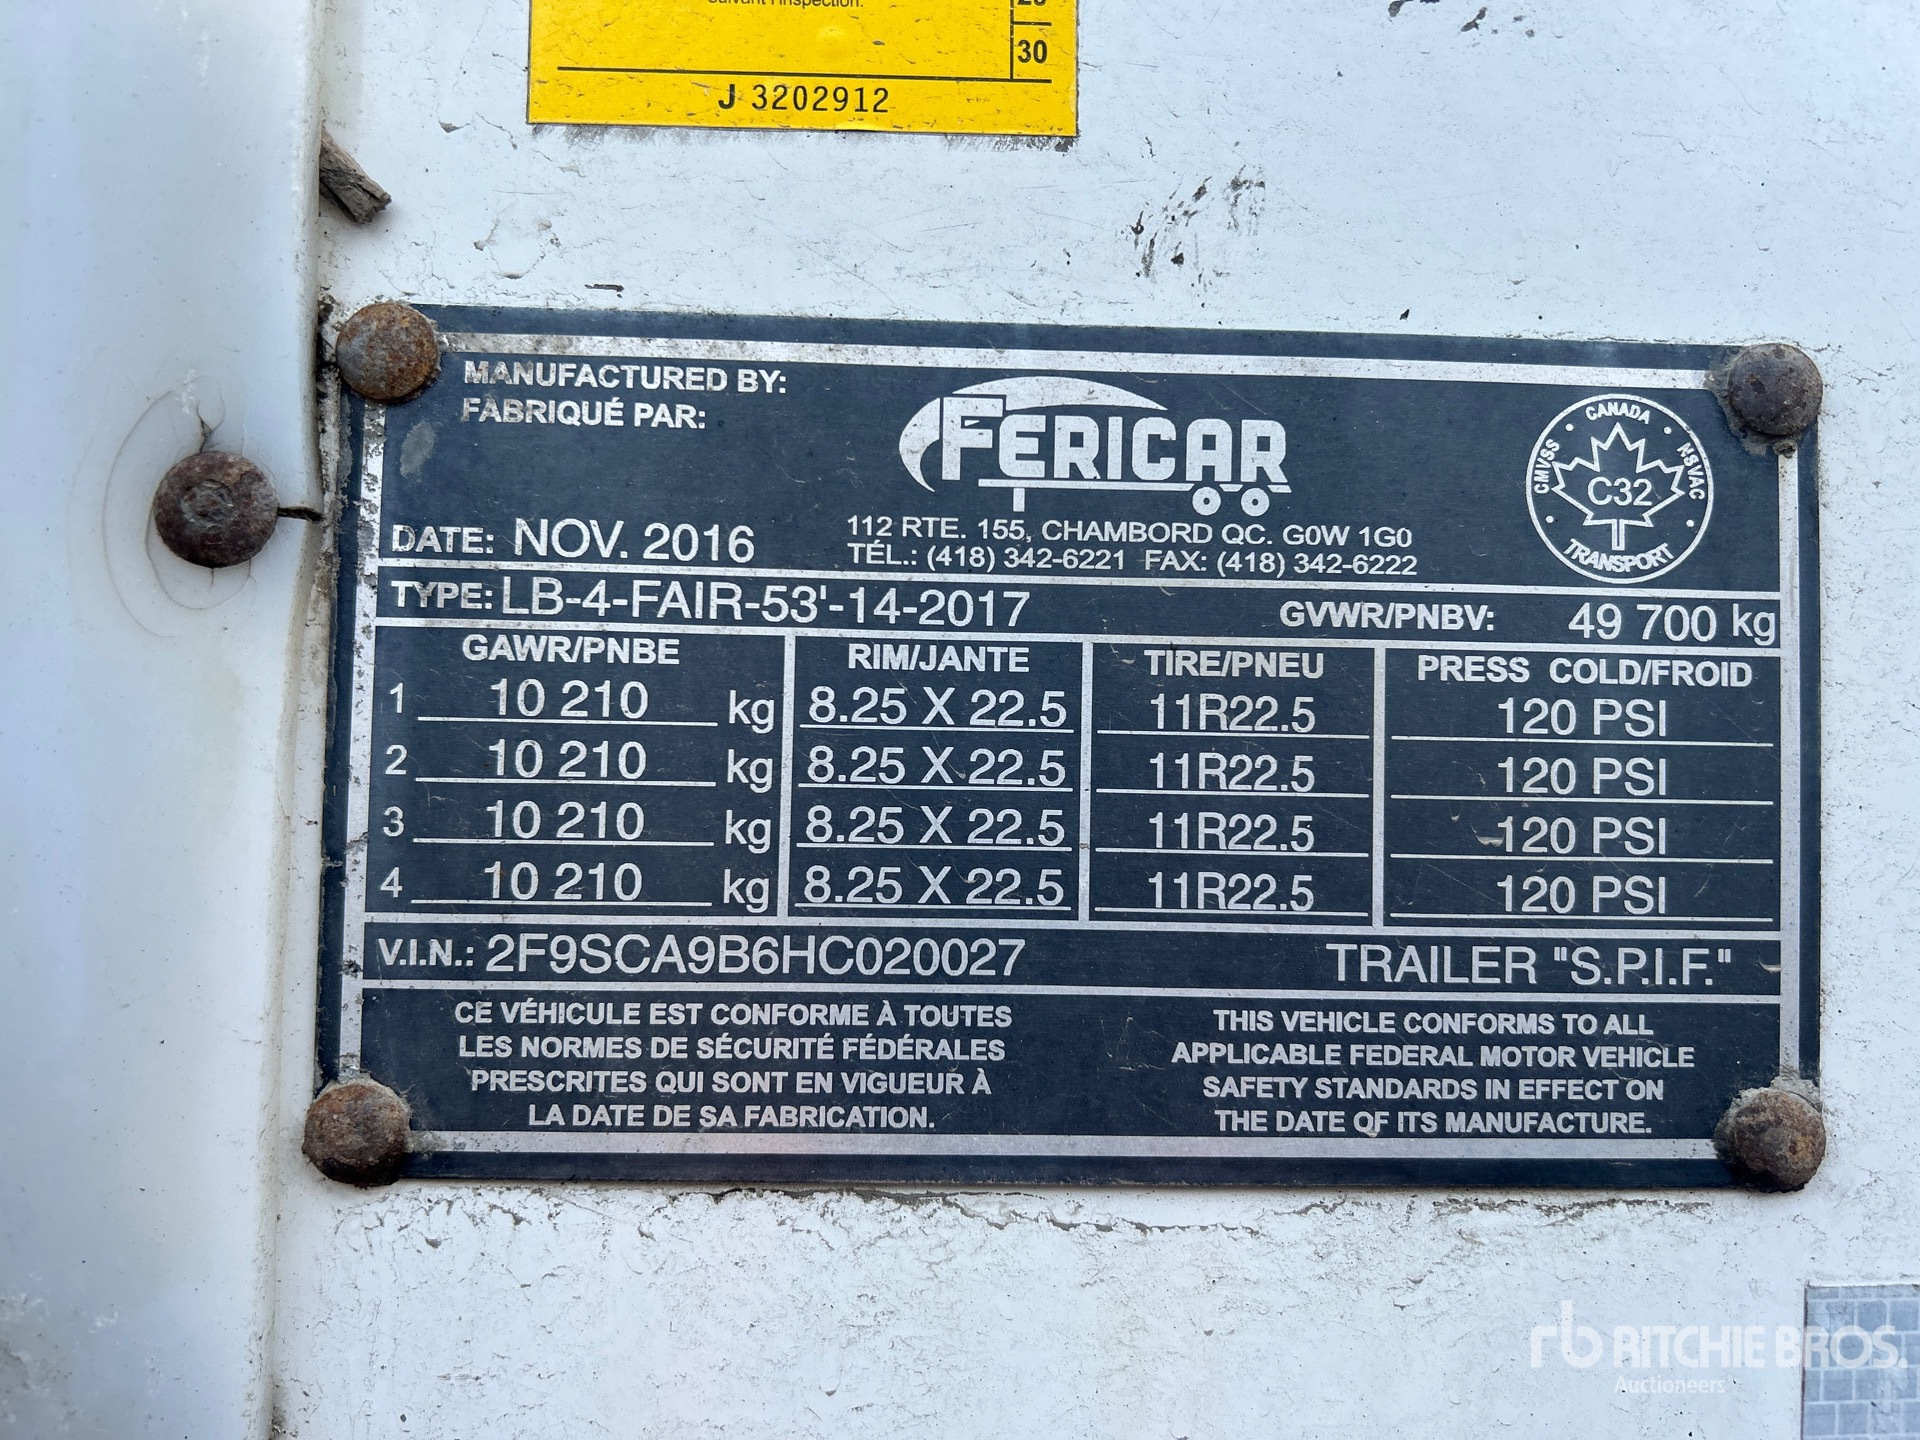 suivant l'inspection.
30
J 3202912
MANUFACTURED BY:
FABRIQUÉ PAR:
FERICAR
CMVSS • CANADA • NSVAC • TRANSPORT •
C32
DATE: NOV. 2016
112 RTE. 155, CHAMBORD QC. G0W 1G0
TÉL.: (418) 342-6221 FAX: (418) 342-6222
TYPE: LB-4-FAIR-53'-14-2017 GVWR/PNBV: 49 700 kg
GAWR/PNBE RIM/JANTE TIRE/PNEU PRESS COLD/FROID
1 10 210 kg 8.25 X 22.5 11R22.5 120 PSI
2 10 210 kg 8.25 X 22.5 11R22.5 120 PSI
3 10 210 kg 8.25 X 22.5 11R22.5 120 PSI
4 10 210 kg 8.25 X 22.5 11R22.5 120 PSI
V.I.N.: 2F9SCA9B6HC020027 TRAILER "S.P.I.F."
CE VÉHICULE EST CONFORME À TOUTES
LES NORMES DE SÉCURITÉ FÉDÉRALES
PRESCRITES QUI SONT EN VIGUEUR À
LA DATE DE SA FABRICATION.
THIS VEHICLE CONFORMS TO ALL
APPLICABLE FEDERAL MOTOR VEHICLE
SAFETY STANDARDS IN EFFECT ON
THE DATE OF ITS MANUFACTURE.
rb RITCHIE BROS.
Auctioneers